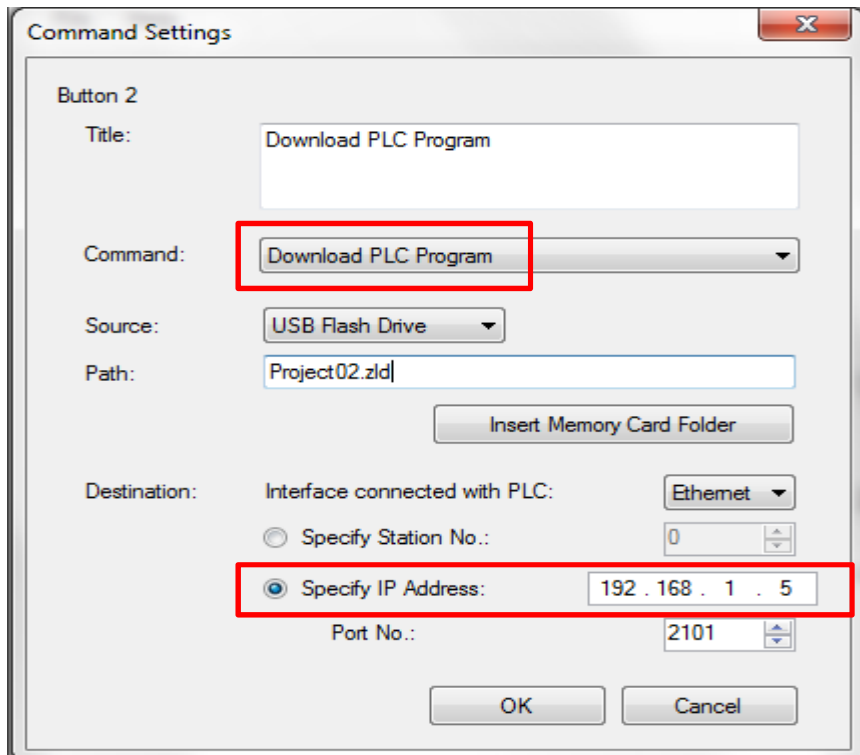 Command Settings
Button 2
Title: Download PLC Program
Command: Download PLC Program
Source: USB Flash Drive
Path: Project02.zld
Insert Memory Card Folder
Destination: Interface connected with PLC: Ethernet
Specify Station No.: 0
Specify IP Address: 192 . 168 . 1 . 5
Port No.: 2101
OK Cancel